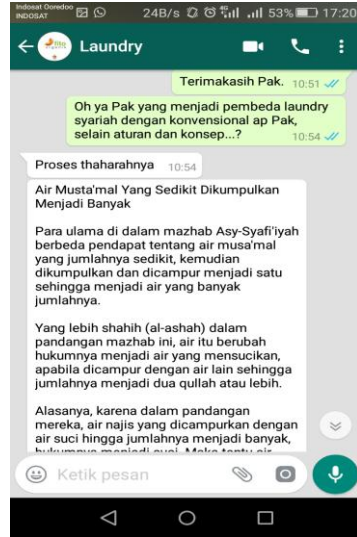 Indosat Ooredoo
INDOSAT
24B/s
53%
17:20
Laundry
Terimakasih Pak. 10:51
Oh ya Pak yang menjadi pembeda laundry
syariah dengan konvensional ap Pak,
selain aturan dan konsep...? 10:54
Proses thaharahnya 10:54
Air Musta'mal Yang Sedikit Dikumpulkan
Menjadi Banyak
Para ulama di dalam mazhab Asy-Syafi'iyah
berbeda pendapat tentang air musa'mal
yang jumlahnya sedikit, kemudian
dikumpulkan dan dicampur menjadi satu
sehingga menjadi air yang banyak
jumlahnya.
Yang lebih shahih (al-ashah) dalam
pandangan mazhab ini, air itu berubah
hukumnya menjadi air yang mensucikan,
apabila dicampur dengan air lain sehingga
jumlahnya menjadi dua qullah atau lebih.
Alasanya, karena dalam pandangan
mereka, air najis yang dicampurkan dengan
air suci hingga jumlahnya menjadi banyak,
hukumnya menjadi suci. Maka tentu air
Ketik pesan